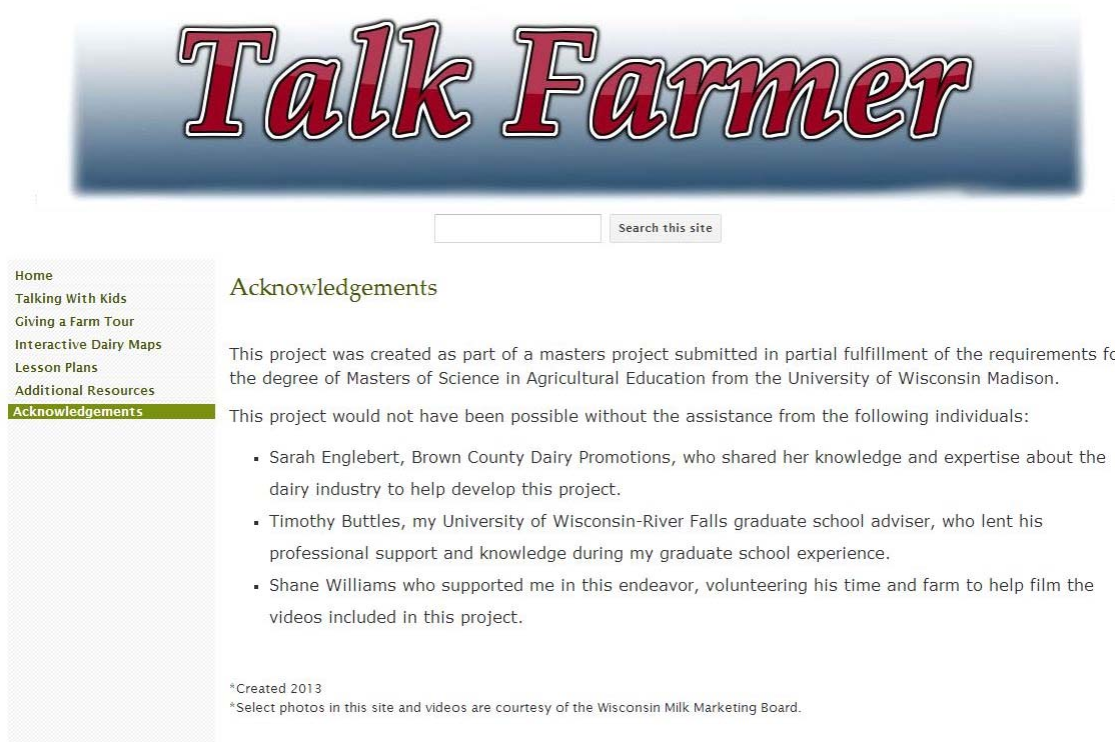 Talk Farmer
Search this site
Home
Talking With Kids
Giving a Farm Tour
Interactive Dairy Maps
Lesson Plans
Additional Resources
Acknowledgements
Acknowledgements
This project was created as part of a masters project submitted in partial fulfillment of the requirements
the degree of Masters of Science in Agricultural Education from the University of Wisconsin Madison.
This project would not have been possible without the assistance from the following individuals:
▪ Sarah Englebert, Brown County Dairy Promotions, who shared her knowledge and expertise about the
dairy industry to help develop this project.
▪ Timothy Buttles, my University of Wisconsin-River Falls graduate school adviser, who lent his
professional support and knowledge during my graduate school experience.
▪ Shane Williams who supported me in this endeavor, volunteering his time and farm to help film the
videos included in this project.
*Created 2013
*Select photos in this site and videos are courtesy of the Wisconsin Milk Marketing Board.